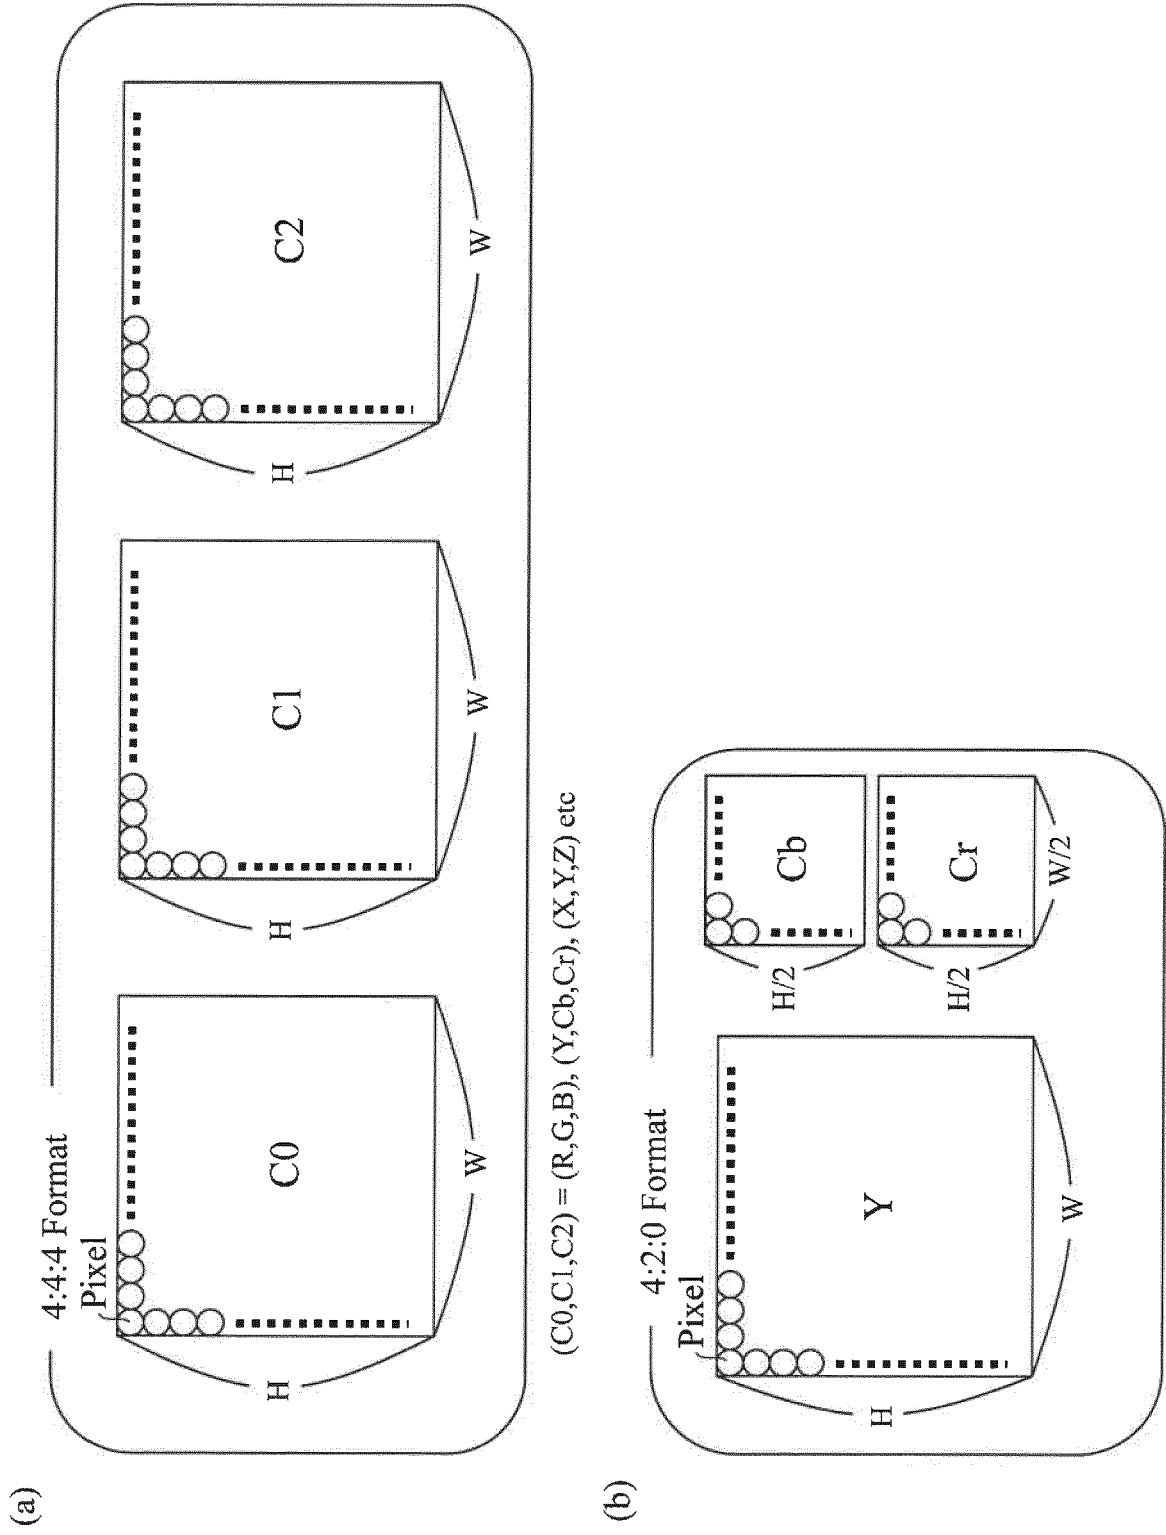 (a)
4:4:4 Format
Pixel
C0
H
W
C1
H
W
C2
H
W
(C0,C1,C2) = (R,G,B), (Y,Cb,Cr), (X,Y,Z) etc
(b)
4:2:0 Format
Pixel
Y
H
W
Cb
H/2
Cr
H/2
W/2